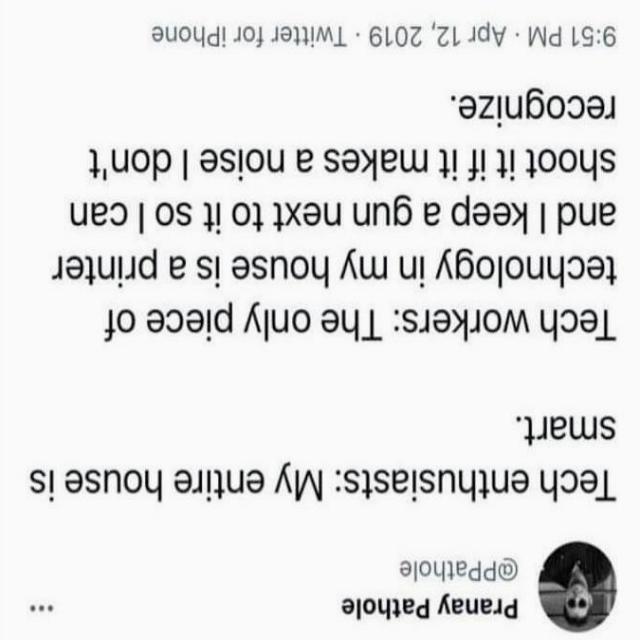 Pranay Pathole
@PPathole
Tech enthusiasts: My entire house is
smart.
Tech workers: The only piece of
technology in my house is a printer
and I keep a gun next to it so I can
shoot it if it makes a noise I don't
recognize.
9:51 PM · Apr 12, 2019 · Twitter for iPhone